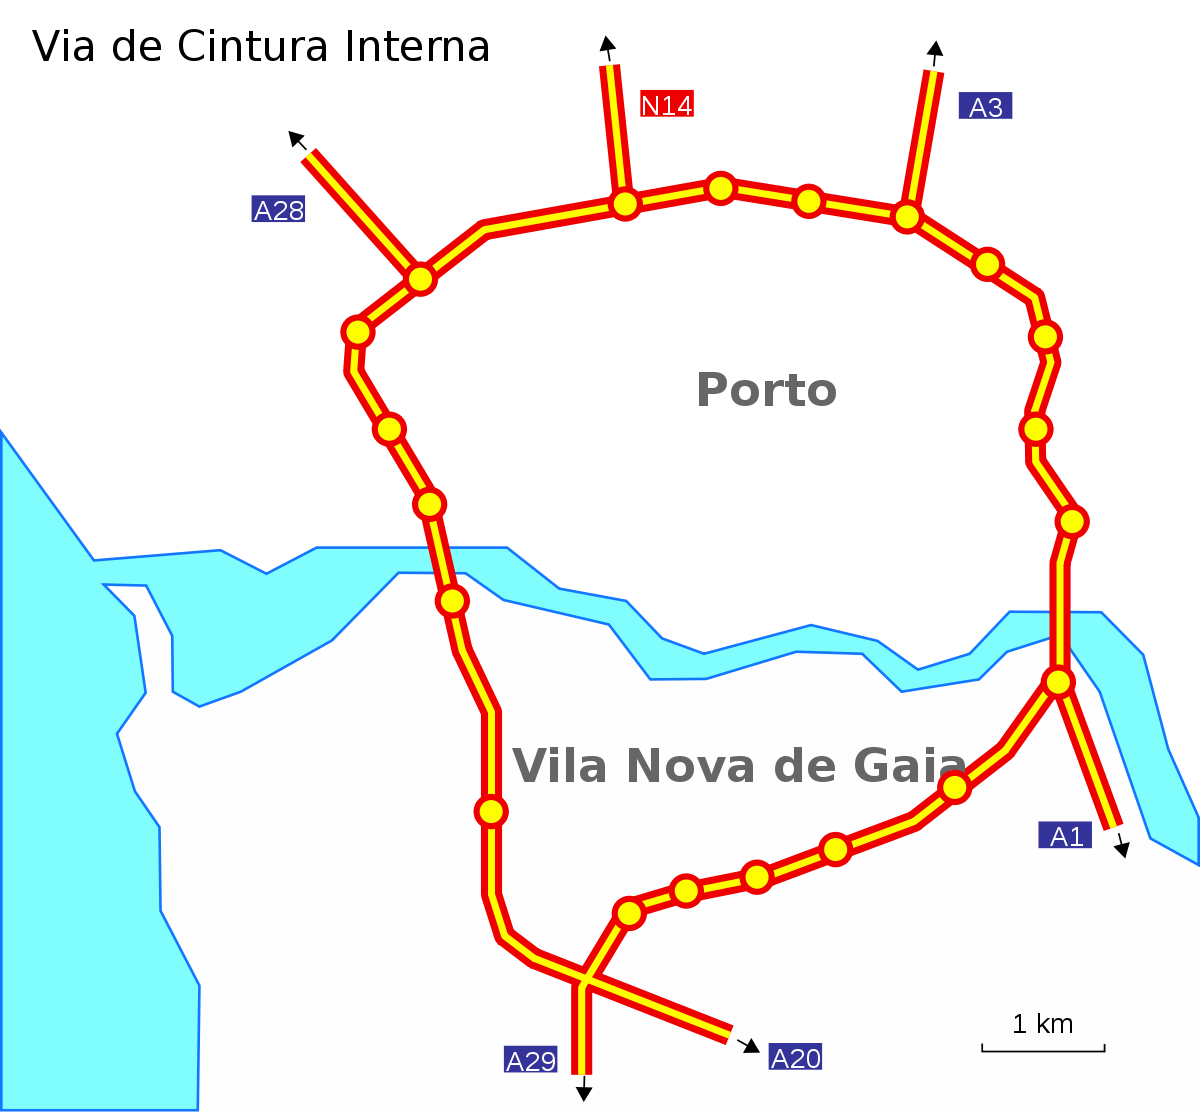 Via de Cintura Interna
N14
A3
A28
Porto
Vila Nova de Gaia
A1
1 km
A29
A20